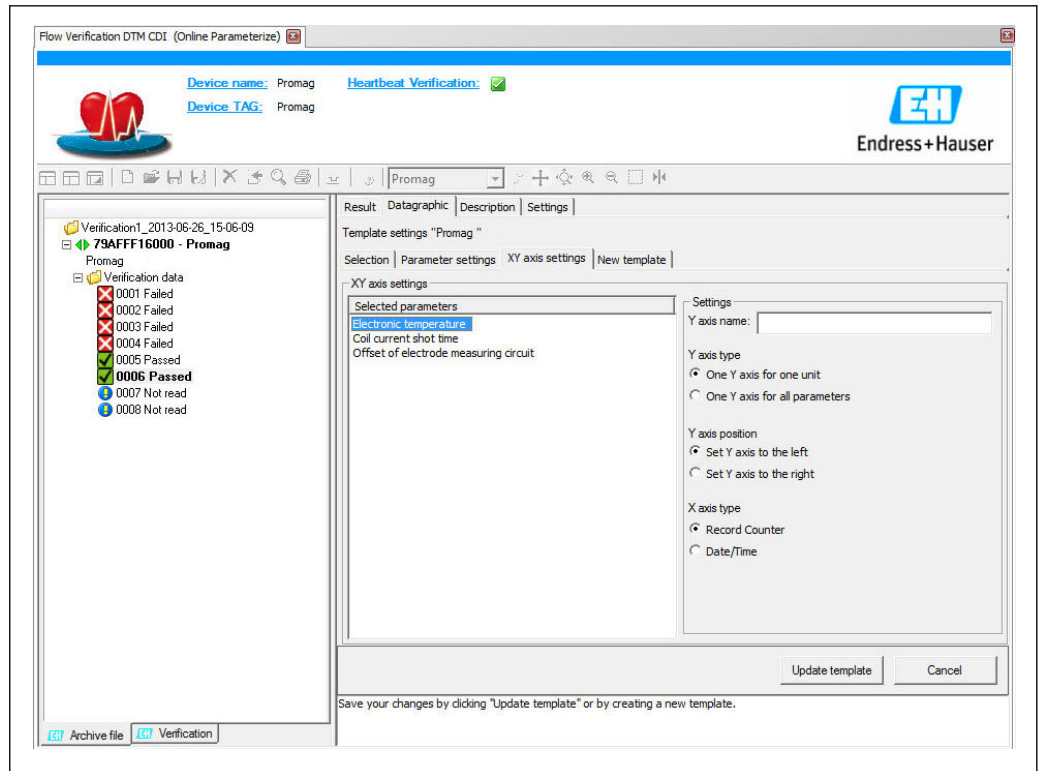 Flow Verification DTM CDI (Online Parameterize)
Device name: Promag Heartbeat Verification:
Device TAG: Promag
EH
Endress+Hauser
Promag
Verification1_2013-06-26_15-06-09
79AFFF16000 - Promag
Promag
Verification data
0001 Failed
0002 Failed
0003 Failed
0004 Failed
0005 Passed
0006 Passed
0007 Not read
0008 Not read
Result Datagraphic Description Settings
Template settings "Promag "
Selection Parameter settings XY axis settings New template
XY axis settings
Selected parameters
Electronic temperature
Coil current shot time
Offset of electrode measuring circuit
Settings
Y axis name:
Y axis type
One Y axis for one unit
One Y axis for all parameters
Y axis position
Set Y axis to the left
Set Y axis to the right
X axis type
Record Counter
Date/Time
Update template Cancel
Save your changes by clicking "Update template" or by creating a new template.
EH Archive file EH Verification